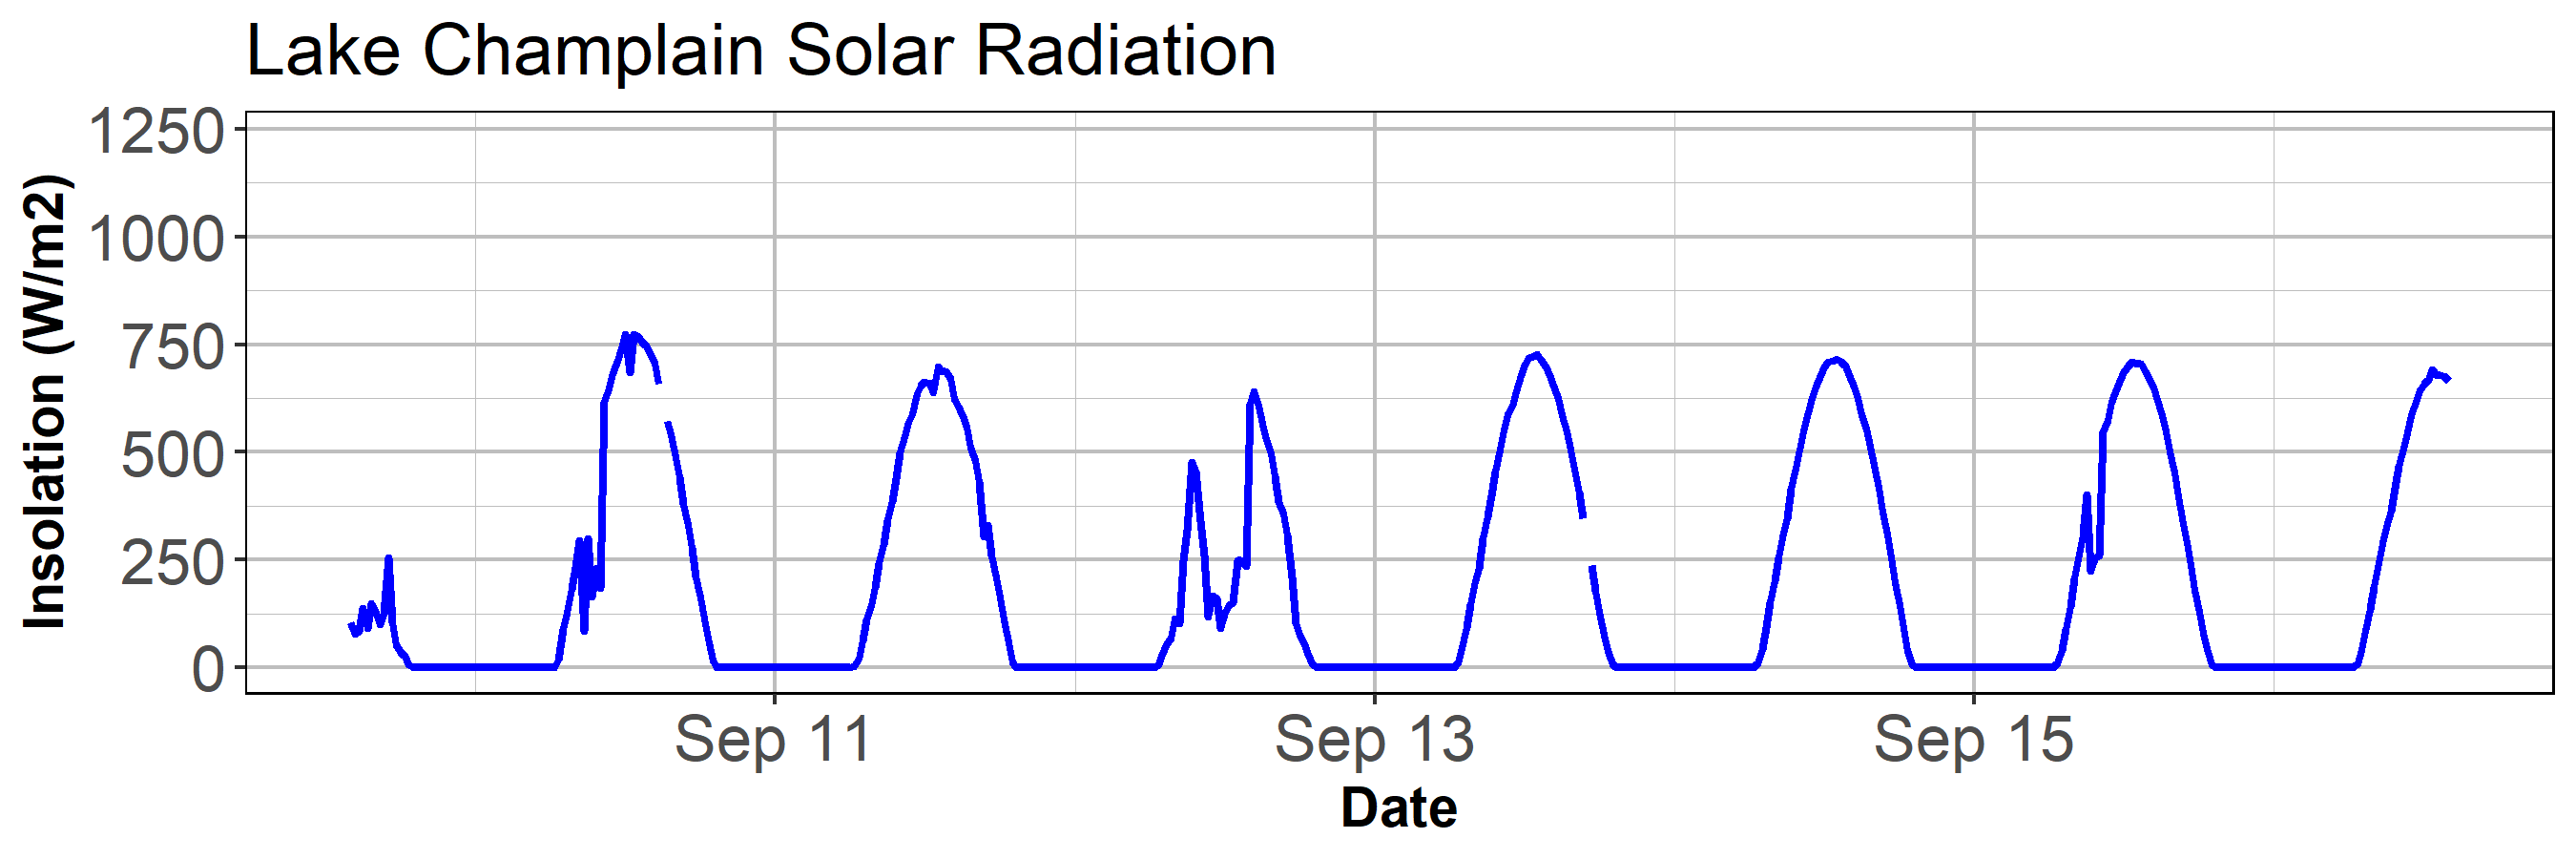 Lake Champlain Solar Radiation
Insolation (W/m2)
1250
1000
750
500
250
0
Sep 11 Sep 13 Sep 15
Date